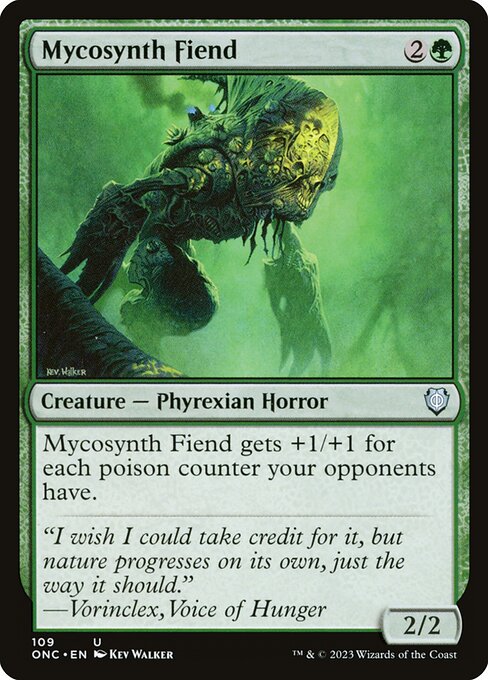 Mycosynth Fiend 2
KEV. WALKER
Creature — Phyrexian Horror
Mycosynth Fiend gets +1/+1 for
each poison counter your opponents
have.
“I wish I could take credit for it, but
nature progresses on its own, just the
way it should.”
—Vorinclex, Voice of Hunger
2/2
109 U
ONC • EN Kev Walker
™ & © 2023 Wizards of the Coast